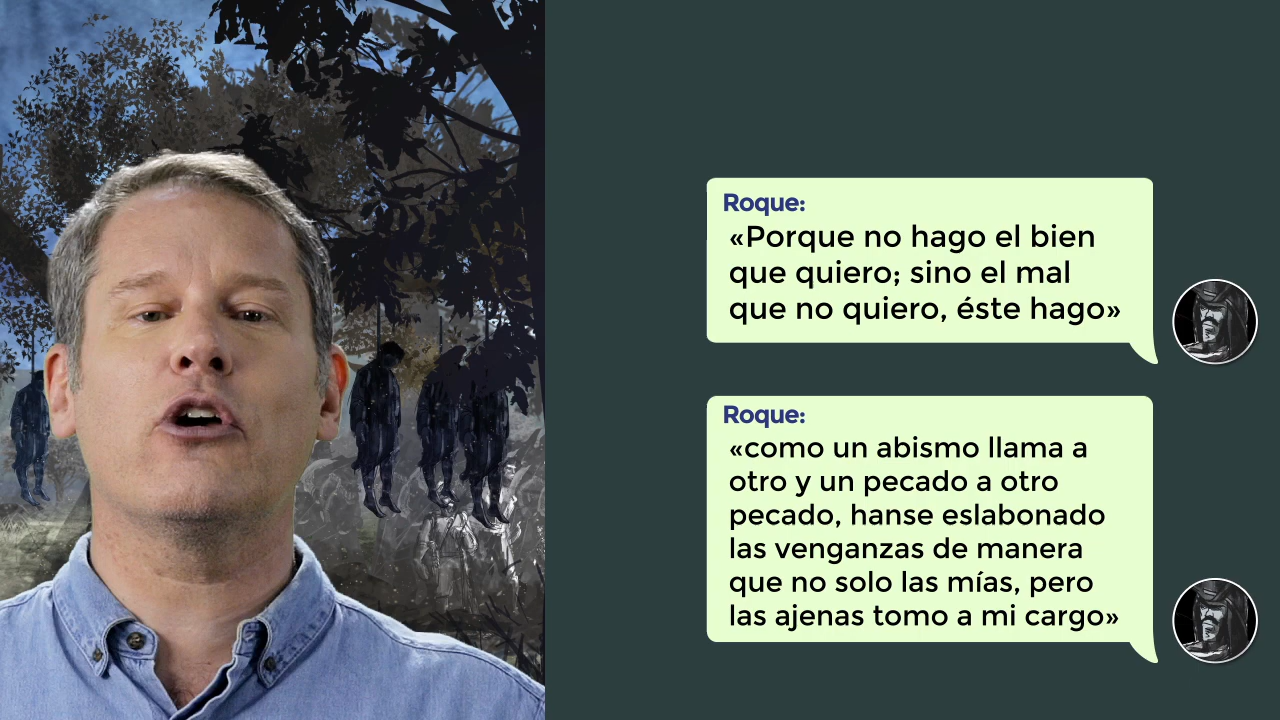 Roque:
«Porque no hago el bien
que quiero; sino el mal
que no quiero, éste hago»
Roque:
«como un abismo llama a
otro y un pecado a otro
pecado, hanse eslabonado
las venganzas de manera
que no solo las mías, pero
las ajenas tomo a mi cargo»